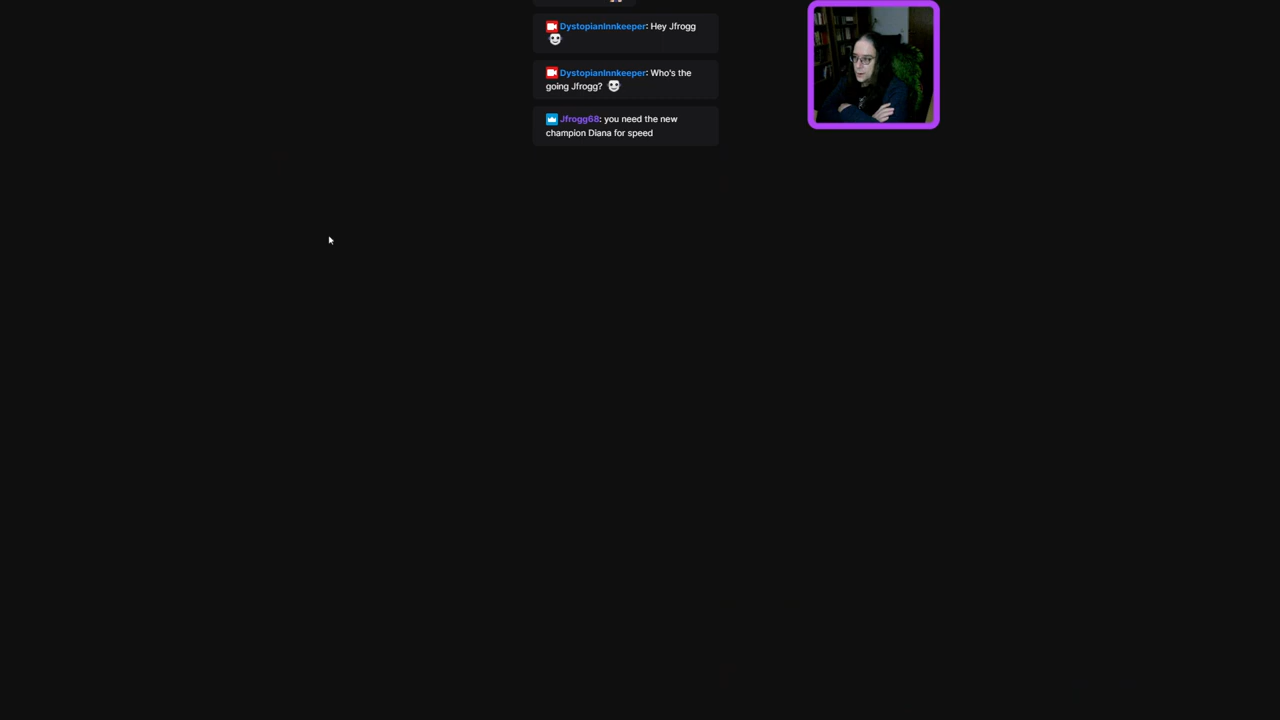 DystopianInnkeeper: Hey Jfrogg
DystopianInnkeeper: Who's the
going Jfrogg?
Jfrogg68: you need the new
champion Diana for speed